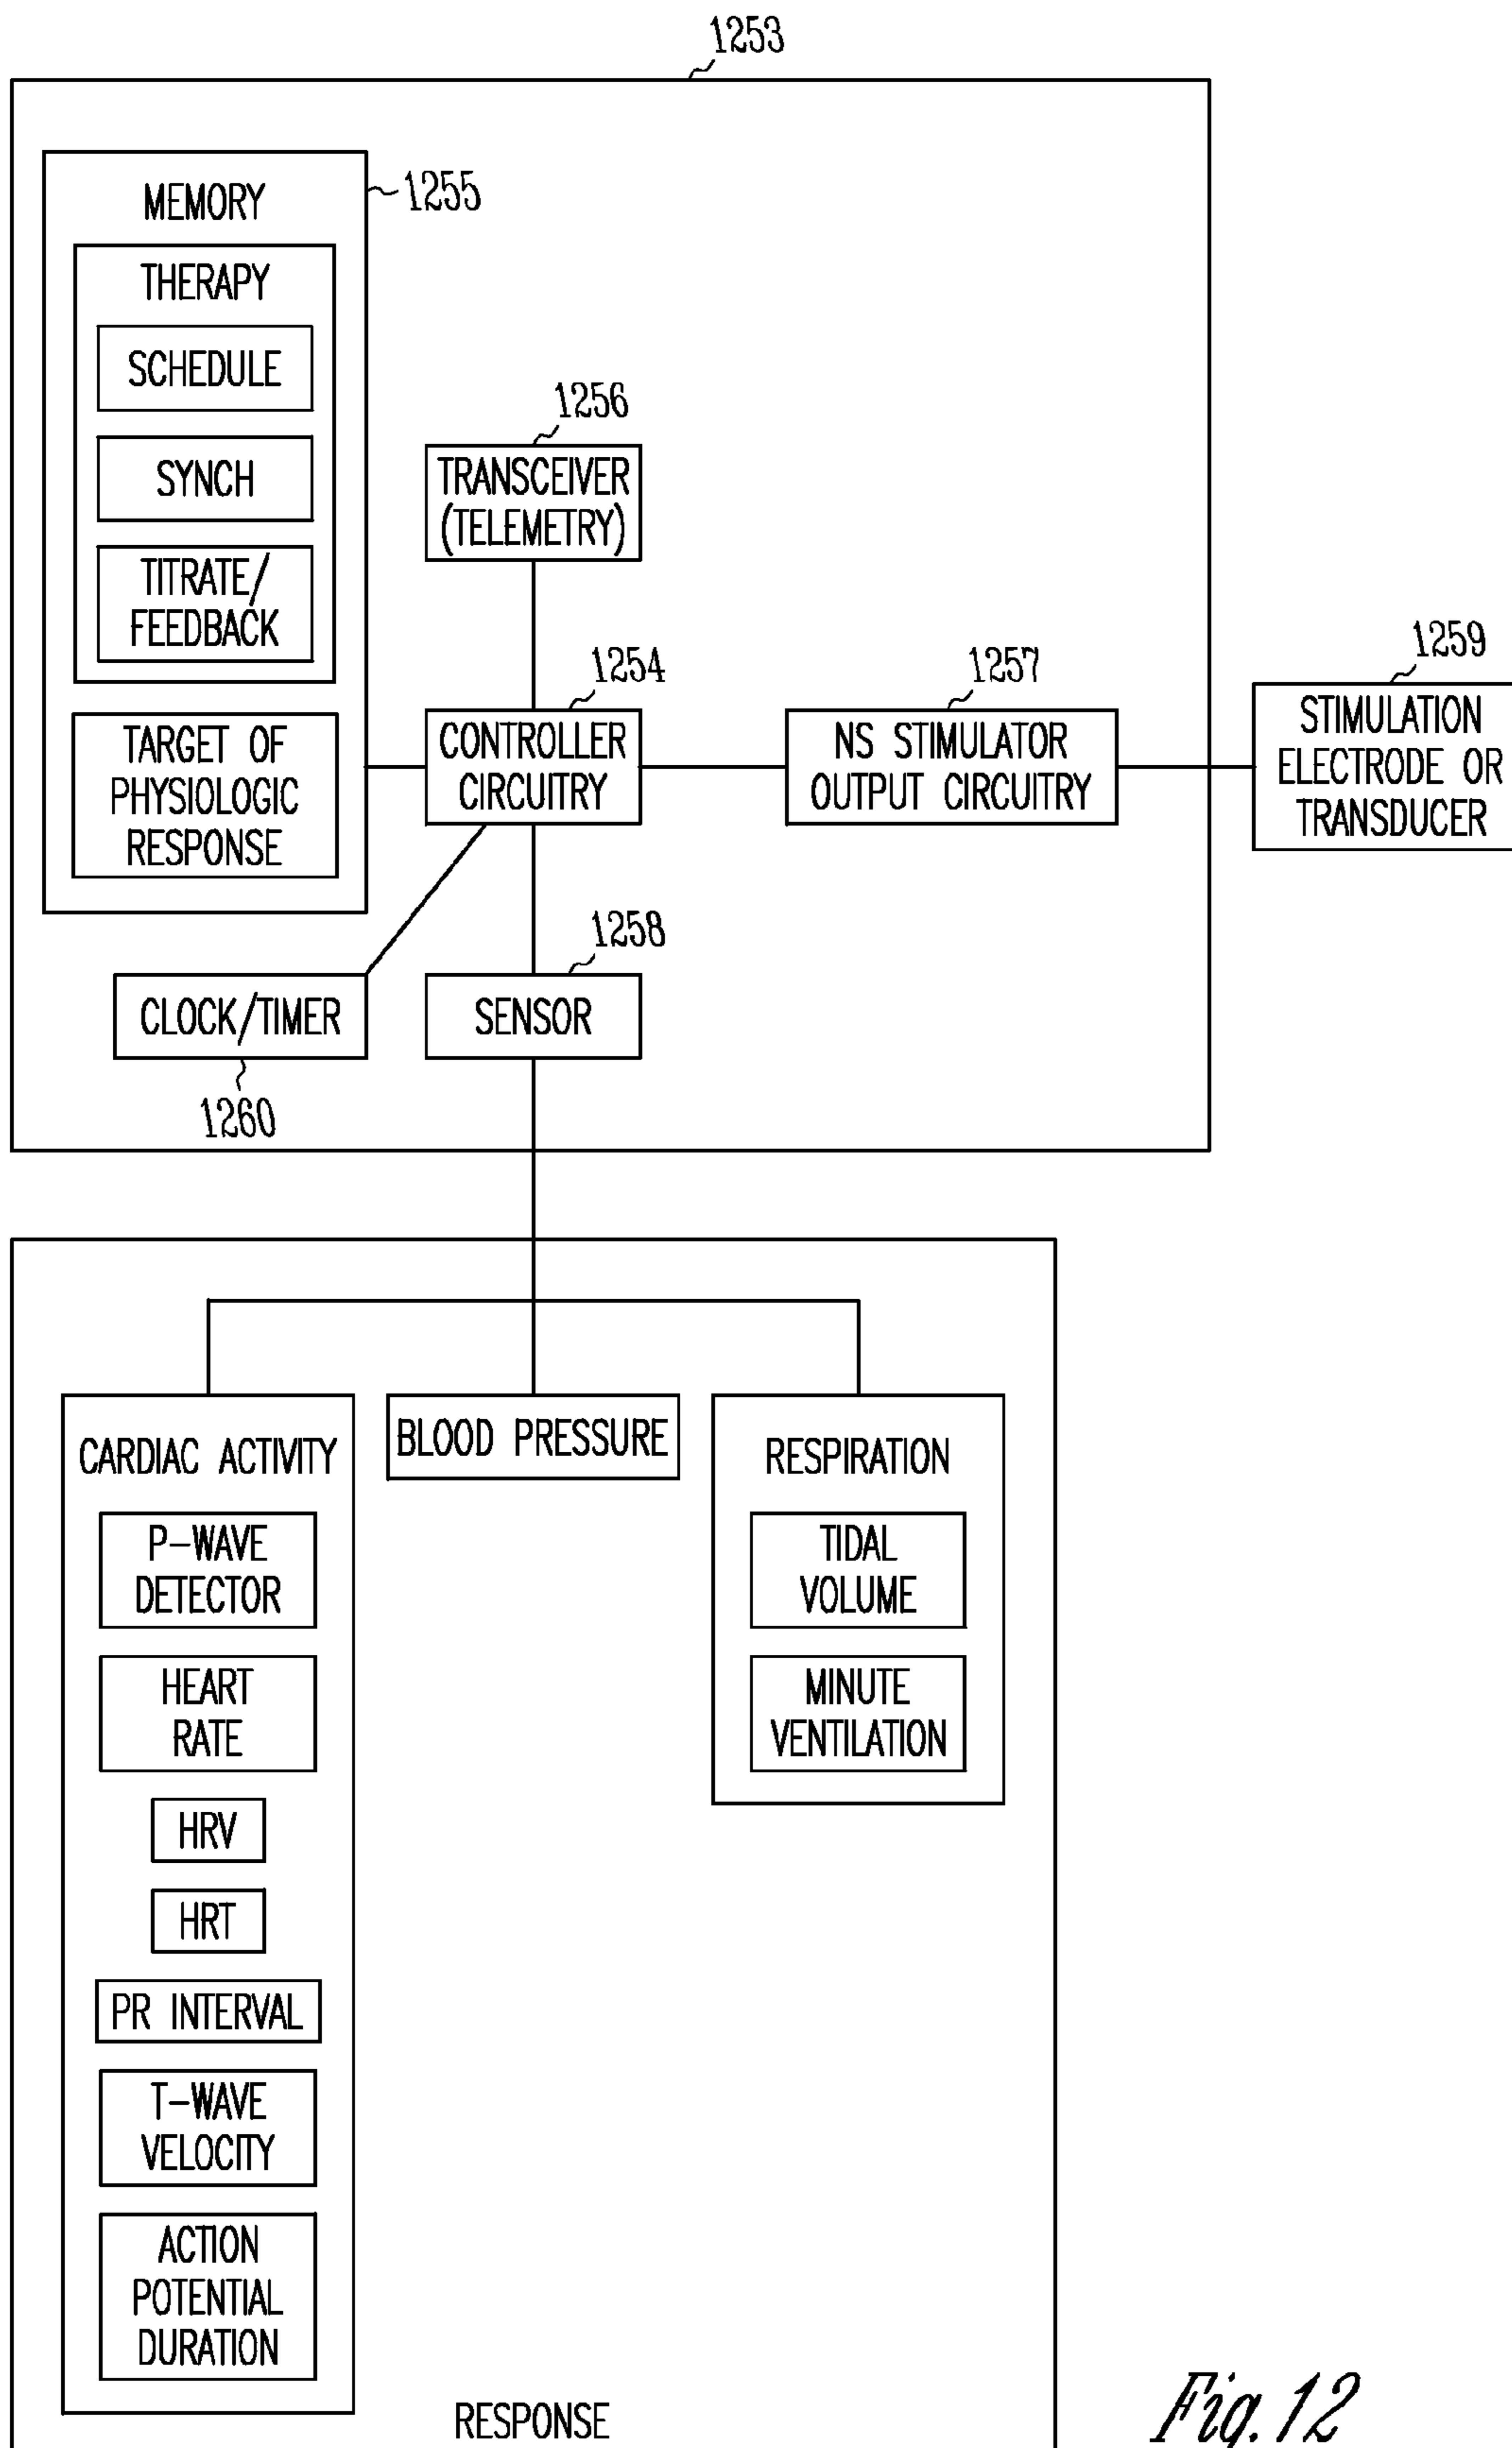 1253
MEMORY
1255
THERAPY
SCHEDULE
SYNCH
TITRATE/
FEEDBACK
TARGET OF
PHYSIOLOGIC
RESPONSE
1256
TRANSCEIVER
(TELEMETRY)
1254
CONTROLLER
CIRCUITRY
1257
NS STIMULATOR
OUTPUT CIRCUITRY
1259
STIMULATION
ELECTRODE OR
TRANSDUCER
CLOCK/TIMER
1260
1258
SENSOR
CARDIAC ACTIVITY
P-WAVE
DETECTOR
HEART
RATE
HRV
HRT
PR INTERVAL
T-WAVE
VELOCITY
ACTION
POTENTIAL
DURATION
BLOOD PRESSURE
RESPIRATION
TIDAL
VOLUME
MINUTE
VENTILATION
RESPONSE
Fig.12